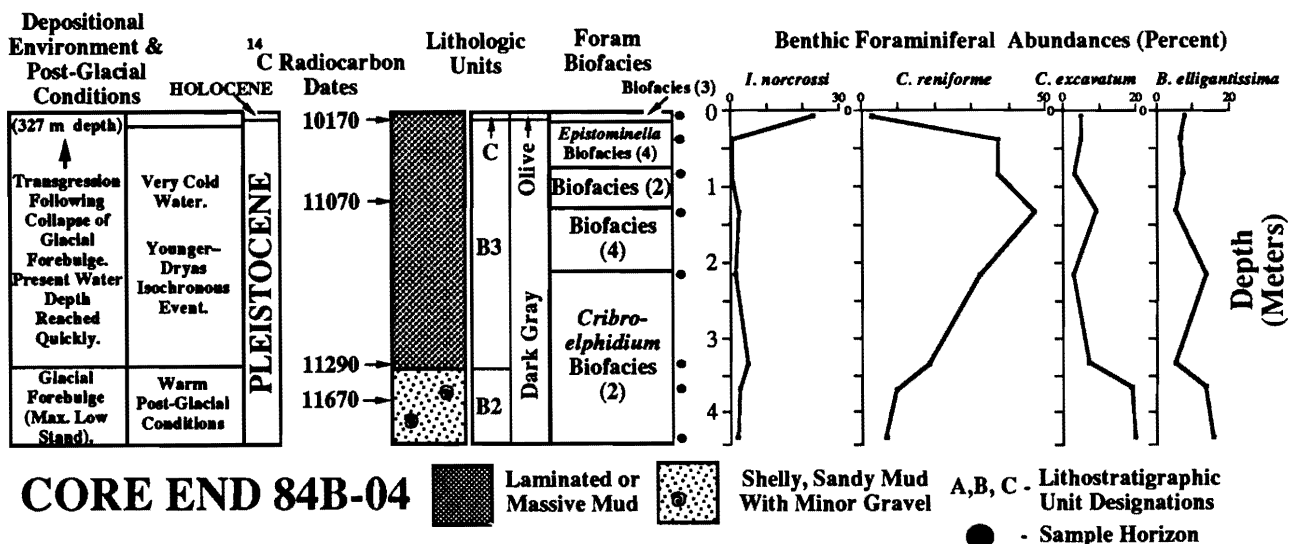 Depositional
Environment &
Post-Glacial
Conditions
HOLOCENE
14
C Radiocarbon
Dates
Lithologic
Units
Foram
Biofacies
Biofacies (3)
Benthic Foraminiferal Abundances (Percent)
I. norcrossi
C. reniforme
C. excavatum
B. elligantissima
0 30
0 50
0 20
0 20
(327 m depth)
Transgression
Following
Collapse of
Glacial
Forebulge.
Present Water
Depth
Reached
Quickly.
Glacial
Forebulge
(Max. Low
Stand).
Very Cold
Water.
Younger–
Dryas
Isochronous
Event.
Warm
Post-Glacial
Conditions
PLEISTOCENE
10170
11070
11290
11670
C
B3
B2
Olive
Dark Gray
Epistominella
Biofacies (4)
Biofacies (2)
Biofacies
(4)
Cribro-
elphidium
Biofacies
(2)
0
1
2
3
4
Depth
(Meters)
CORE END 84B-04
Laminated or
Massive Mud
Shelly, Sandy Mud
With Minor Gravel
A,B, C - Lithostratigraphic
Unit Designations
- Sample Horizon